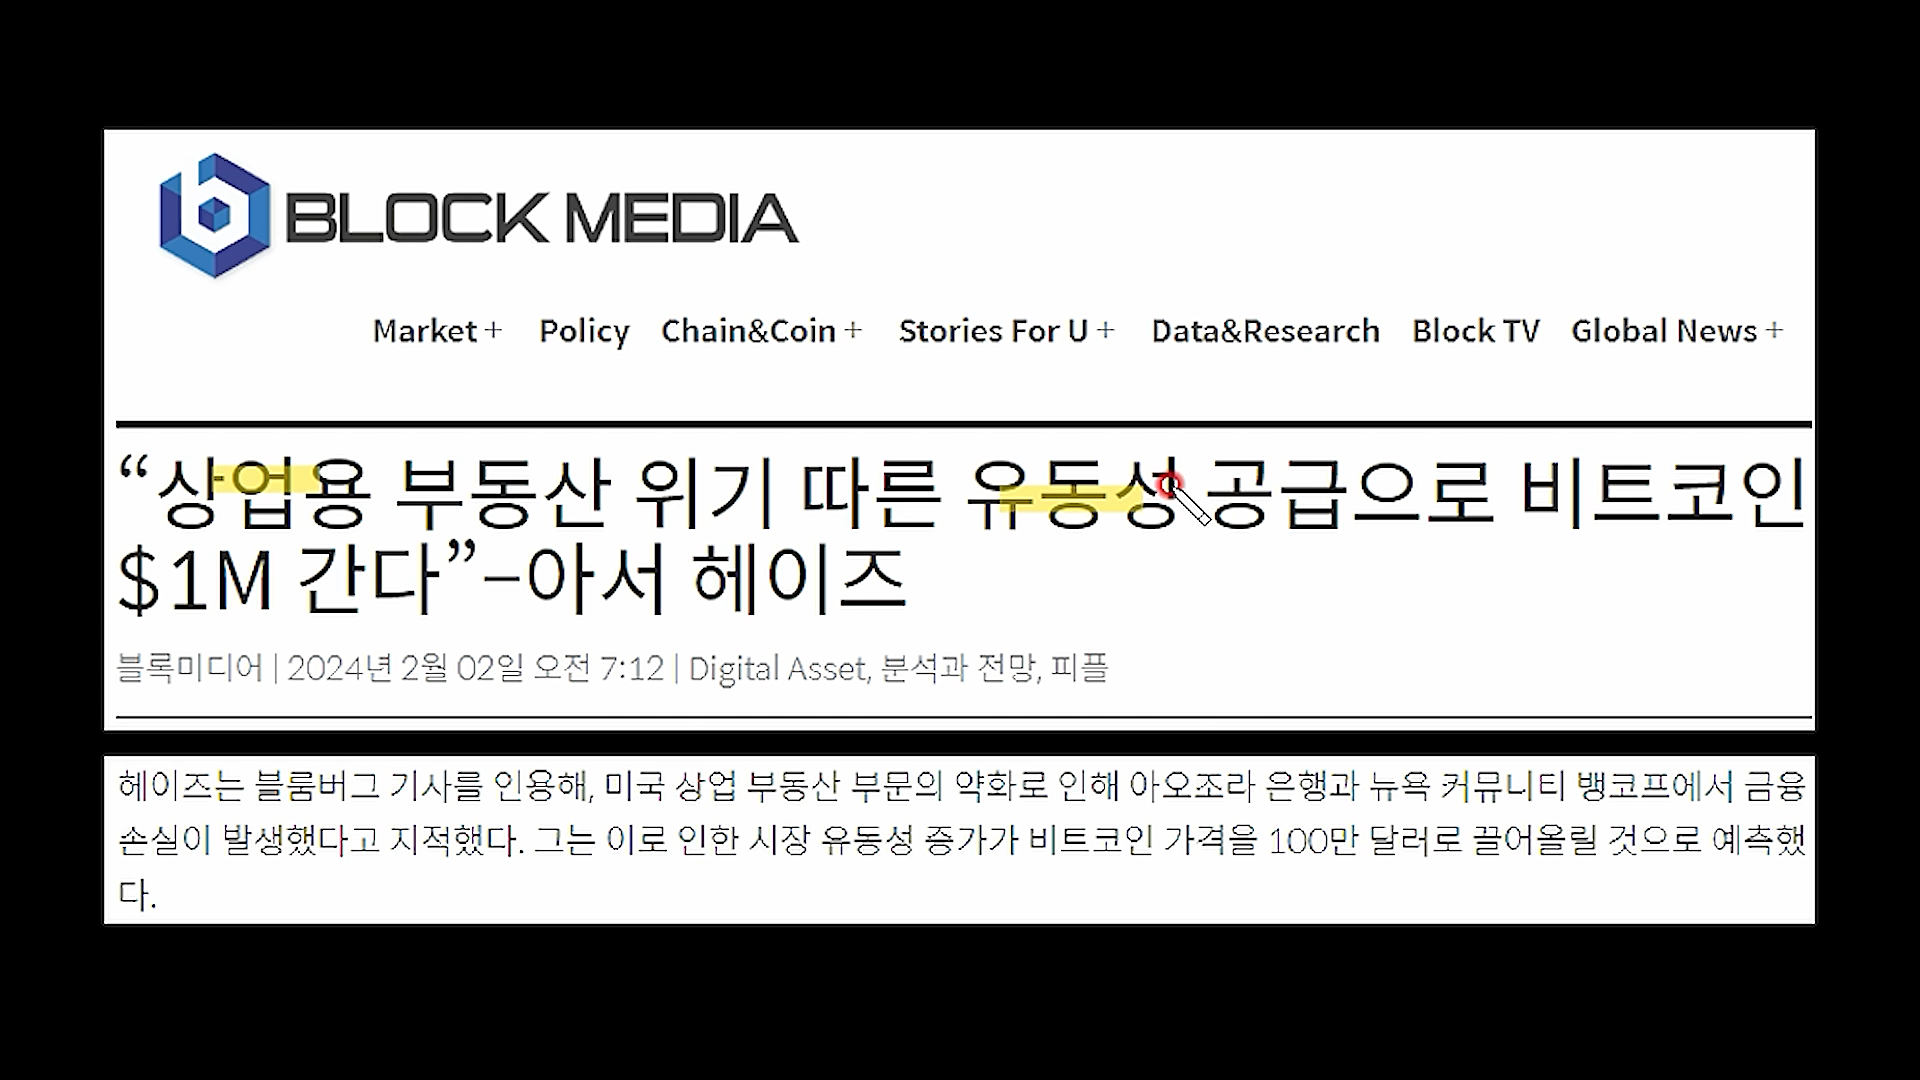 BLOCK MEDIA
Market + Policy Chain&Coin + Stories For U + Data&Research Block TV Global News +
“상업용 부동산 위기 따른 유동성 공급으로 비트코인
$1M 간다”–아서 헤이즈
블록미디어 | 2024년 2월 02일 오전 7:12 | Digital Asset, 분석과 전망, 피플
헤이즈는 블룸버그 기사를 인용해, 미국 상업 부동산 부문의 약화로 인해 아오조라 은행과 뉴욕 커뮤니티 뱅코프에서 금융
손실이 발생했다고 지적했다. 그는 이로 인한 시장 유동성 증가가 비트코인 가격을 100만 달러로 끌어올릴 것으로 예측했
다.